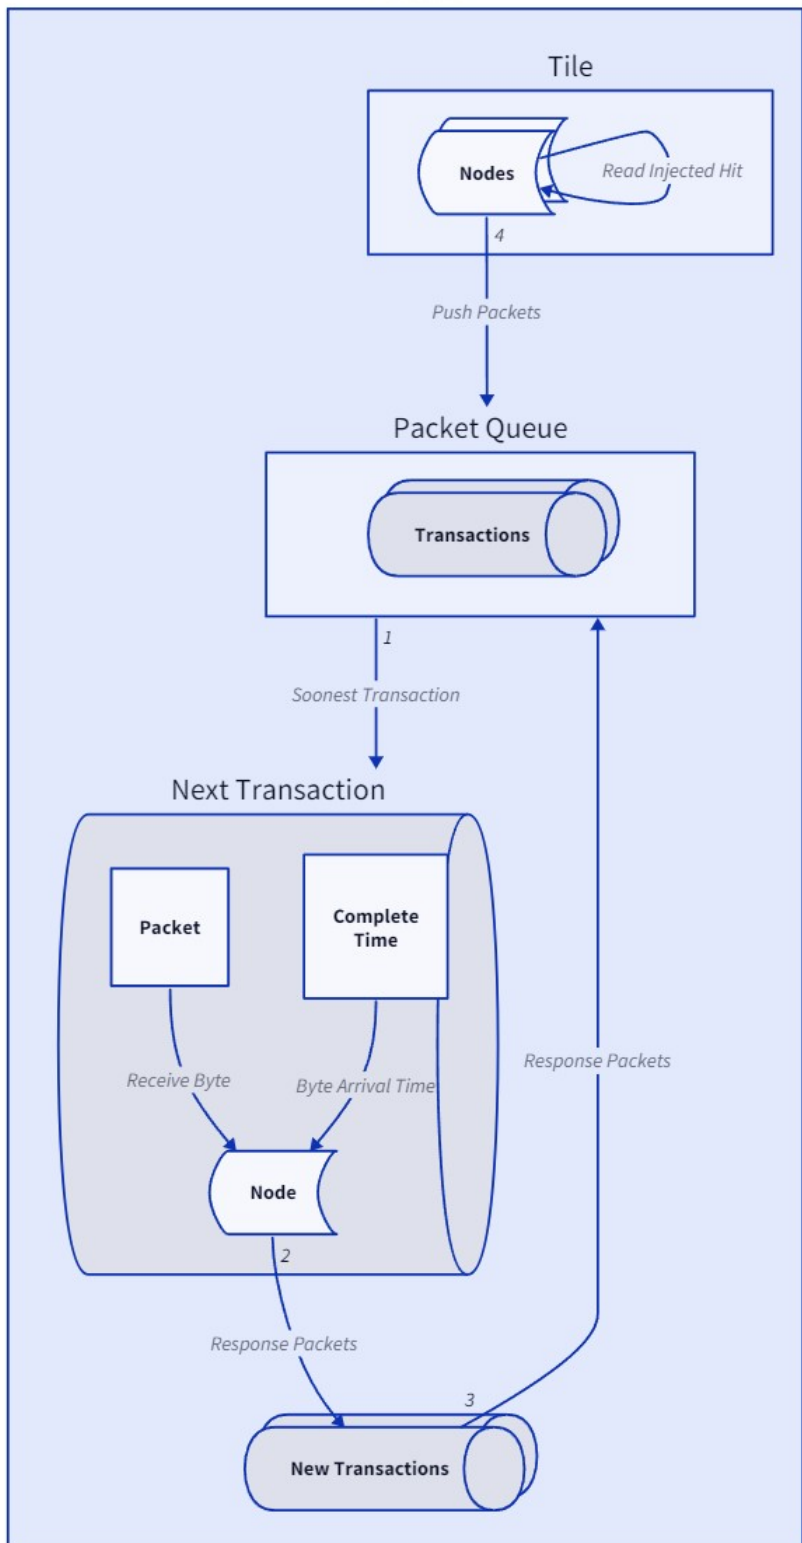 Tile
Nodes
Read Injected Hit
4
Push Packets
Packet Queue
Transactions
1
Soonest Transaction
Next Transaction
Packet
Complete
Time
Receive Byte
Byte Arrival Time
Response Packets
Node
2
Response Packets
3
New Transactions